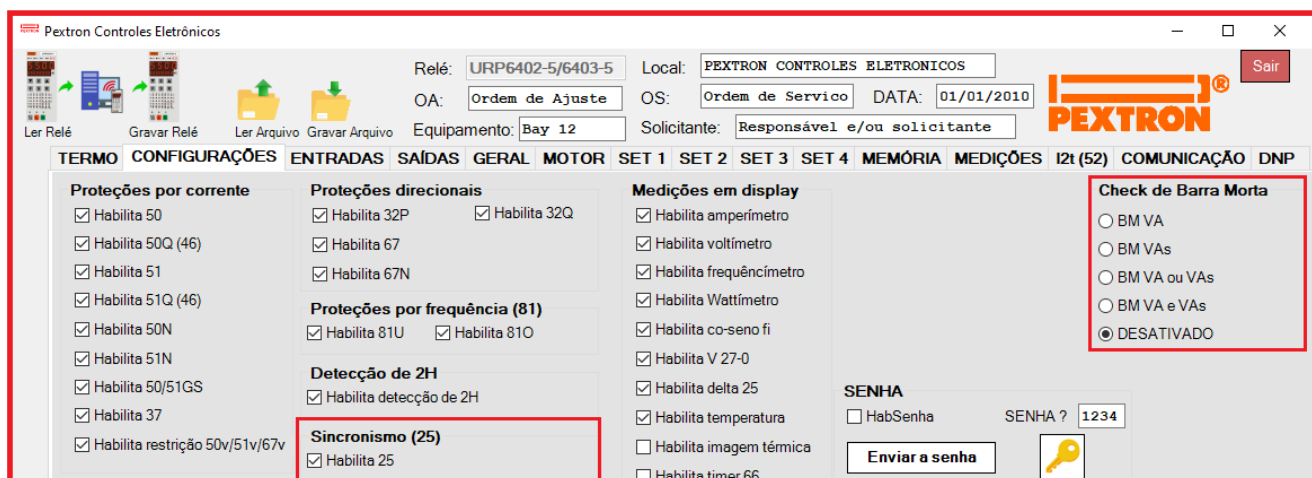 Pextron Controles Eletrônicos
Relé: URP6402-5/6403-5 Local: PEXTRON CONTROLES ELETRONICOS Sair
OA: Ordem de Ajuste OS: Ordem de Servico DATA: 01/01/2010
Equipamento: Bay 12 Solicitante: Responsável e/ou solicitante
PEXTRON®
Ler Relé Gravar Relé Ler Arquivo Gravar Arquivo
TERMO CONFIGURAÇÕES ENTRADAS SAÍDAS GERAL MOTOR SET 1 SET 2 SET 3 SET 4 MEMÓRIA MEDIÇÕES I2t (52) COMUNICAÇÃO DNP
Proteções por corrente
Habilita 50
Habilita 50Q (46)
Habilita 51
Habilita 51Q (46)
Habilita 50N
Habilita 51N
Habilita 50/51GS
Habilita 37
Habilita restrição 50v/51v/67v
Proteções direcionais
Habilita 32P Habilita 32Q
Habilita 67
Habilita 67N
Proteções por frequência (81)
Habilita 81U Habilita 81O
Detecção de 2H
Habilita detecção de 2H
Sincronismo (25)
Habilita 25
Medições em display
Habilita amperímetro
Habilita voltímetro
Habilita frequêncímetro
Habilita Wattímetro
Habilita co-seno fi
Habilita V 27-0
Habilita delta 25
Habilita temperatura
Habilita imagem térmica
Habilita timer 66
SENHA
HabSenha SENHA ? 1234
Enviar a senha
Check de Barra Morta
BM VA
BM VAs
BM VA ou VAs
BM VA e VAs
DESATIVADO